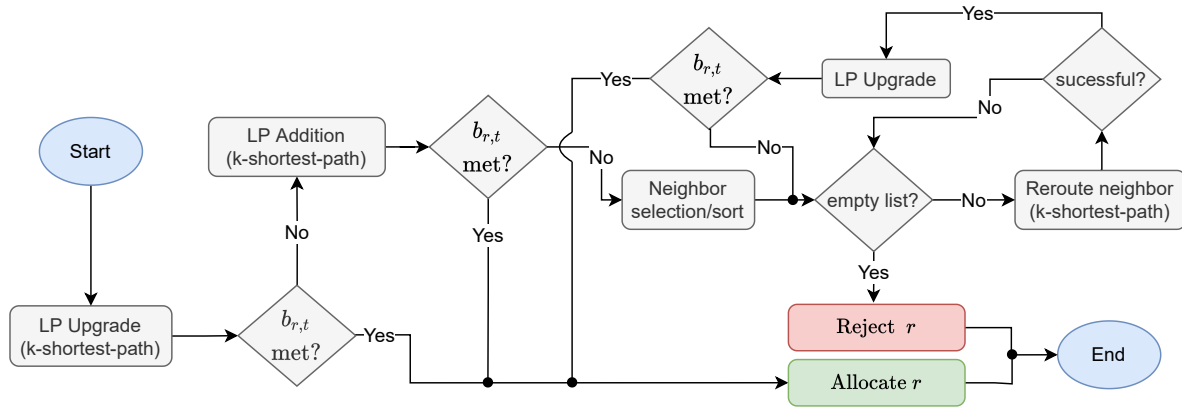 Start
LP Upgrade
(k-shortest-path)
b_{r,t}
met?
No
Yes
LP Addition
(k-shortest-path)
b_{r,t}
met?
Yes
No
Neighbor
selection/sort
empty list?
No
Reroute neighbor
(k-shortest-path)
sucessful?
No
Yes
LP Upgrade
b_{r,t}
met?
Yes
No
Yes
Reject r
Allocate r
End